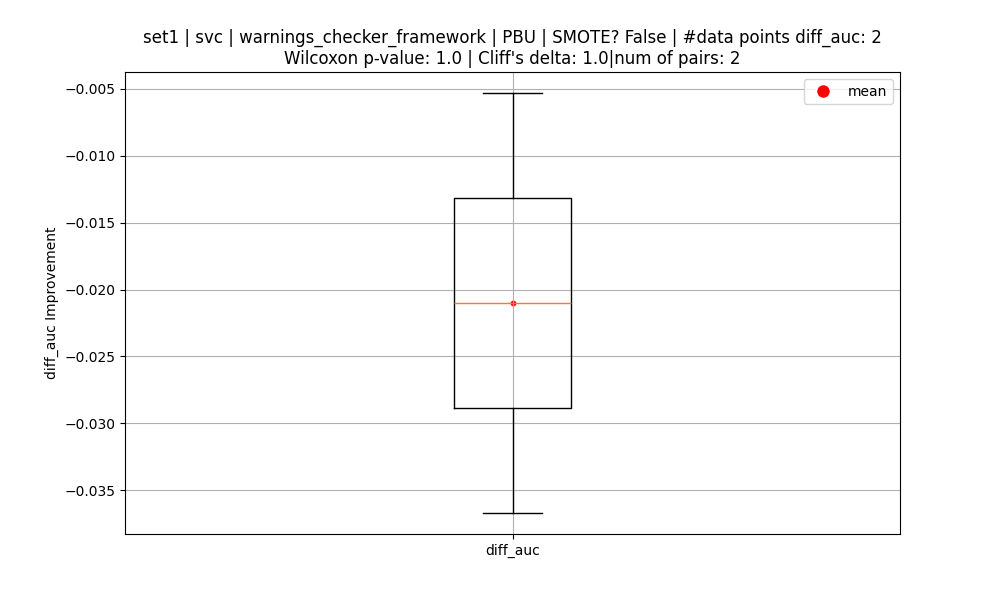 set1 | svc | warnings_checker_framework | PBU | SMOTE? False | #data points diff_auc: 2
Wilcoxon p-value: 1.0 | Cliff's delta: 1.0|num of pairs: 2
mean
−0.005
−0.010
−0.015
−0.020
−0.025
−0.030
−0.035
diff_auc Improvement
diff_auc